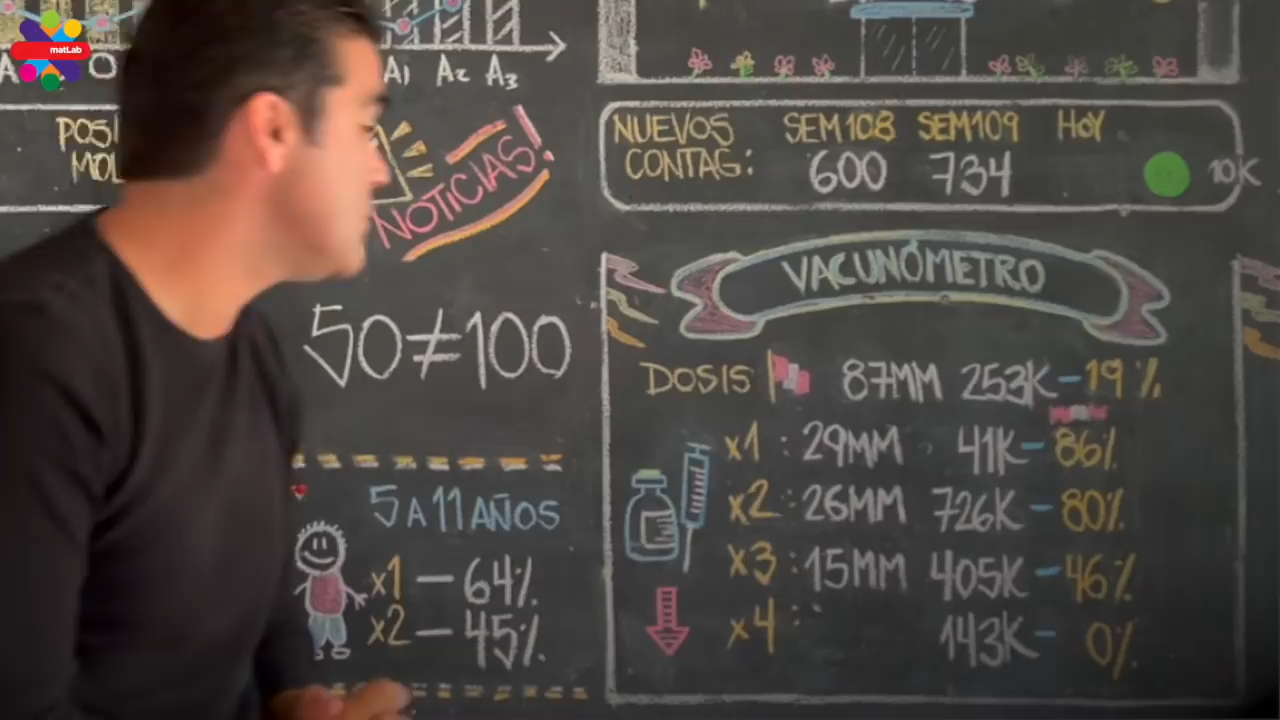 matLab
A O
A1 A2 A3
NOTICIAS!
NUEVOS CONTAG:
SEM108 SEM109 HOY
600 734 10K
VACUNÓMETRO
50≠100
DOSIS 87MM 253K-19%
x1 : 29MM 41K-86%
x2 : 26MM 726K-80%
x3 : 15MM 405K-46%
x4 : 143K-0%
5 A 11 AÑOS
x1 - 64%
x2 - 45%